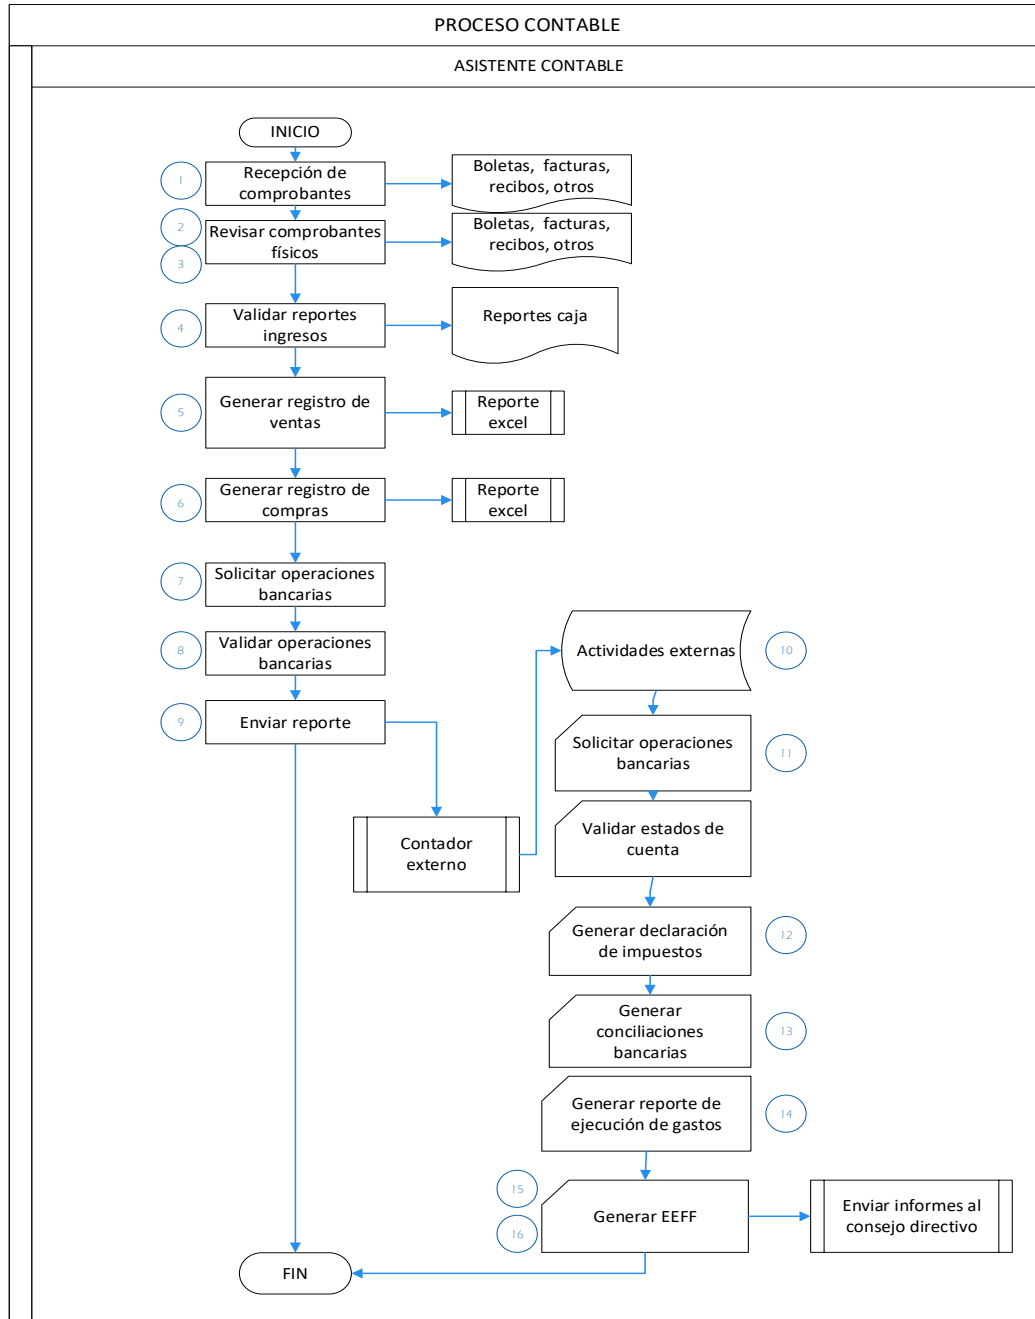 PROCESO CONTABLE
ASISTENTE CONTABLE
INICIO
1
Recepción de
comprobantes
Boletas, facturas,
recibos, otros
2
3
Revisar comprobantes
físicos
Boletas, facturas,
recibos, otros
4
Validar reportes
ingresos
Reportes caja
5
Generar registro de
ventas
Reporte
excel
6
Generar registro de
compras
Reporte
excel
7
Solicitar operaciones
bancarias
8
Validar operaciones
bancarias
9
Enviar reporte
Contador
externo
Actividades externas
10
Solicitar operaciones
bancarias
11
Validar estados de
cuenta
Generar declaración
de impuestos
12
Generar
conciliaciones
bancarias
13
Generar reporte de
ejecución de gastos
14
15
16
Generar EEFF
Enviar informes al
consejo directivo
FIN